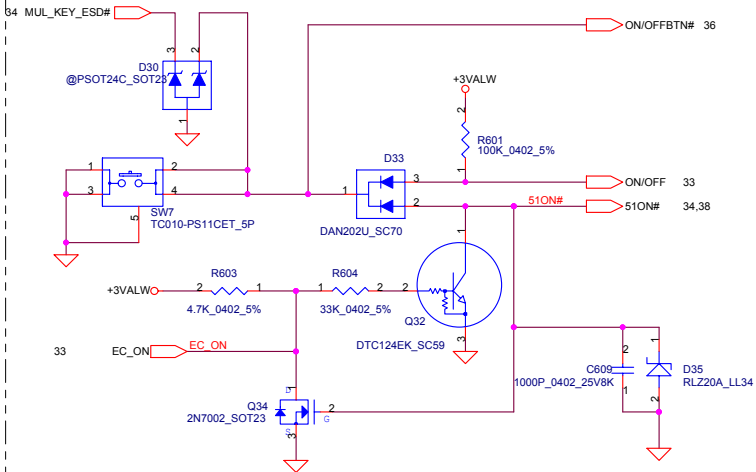 34 MUL_KEY_ESD#
ON/OFFBTN# 36
3
2
D30
@PSOT24C_SOT23
1
+3VALW
2
R601
100K_0402_5%
1
D33
1
2
3
4
5
SW7
TC010-PS11CET_5P
1
3
2
DAN202U_SC70
ON/OFF 33
51ON#
51ON# 34,38
1
R603
+3VALW
2
1
4.7K_0402_5%
R604
1
2
33K_0402_5%
2
Q32
3
DTC124EK_SC59
33 EC_ON
EC_ON
1
D
Q34
2N7002_SOT23
2
G
S
3
2
C609
1
1000P_0402_25V8K
1
D35
RLZ20A_LL34
2